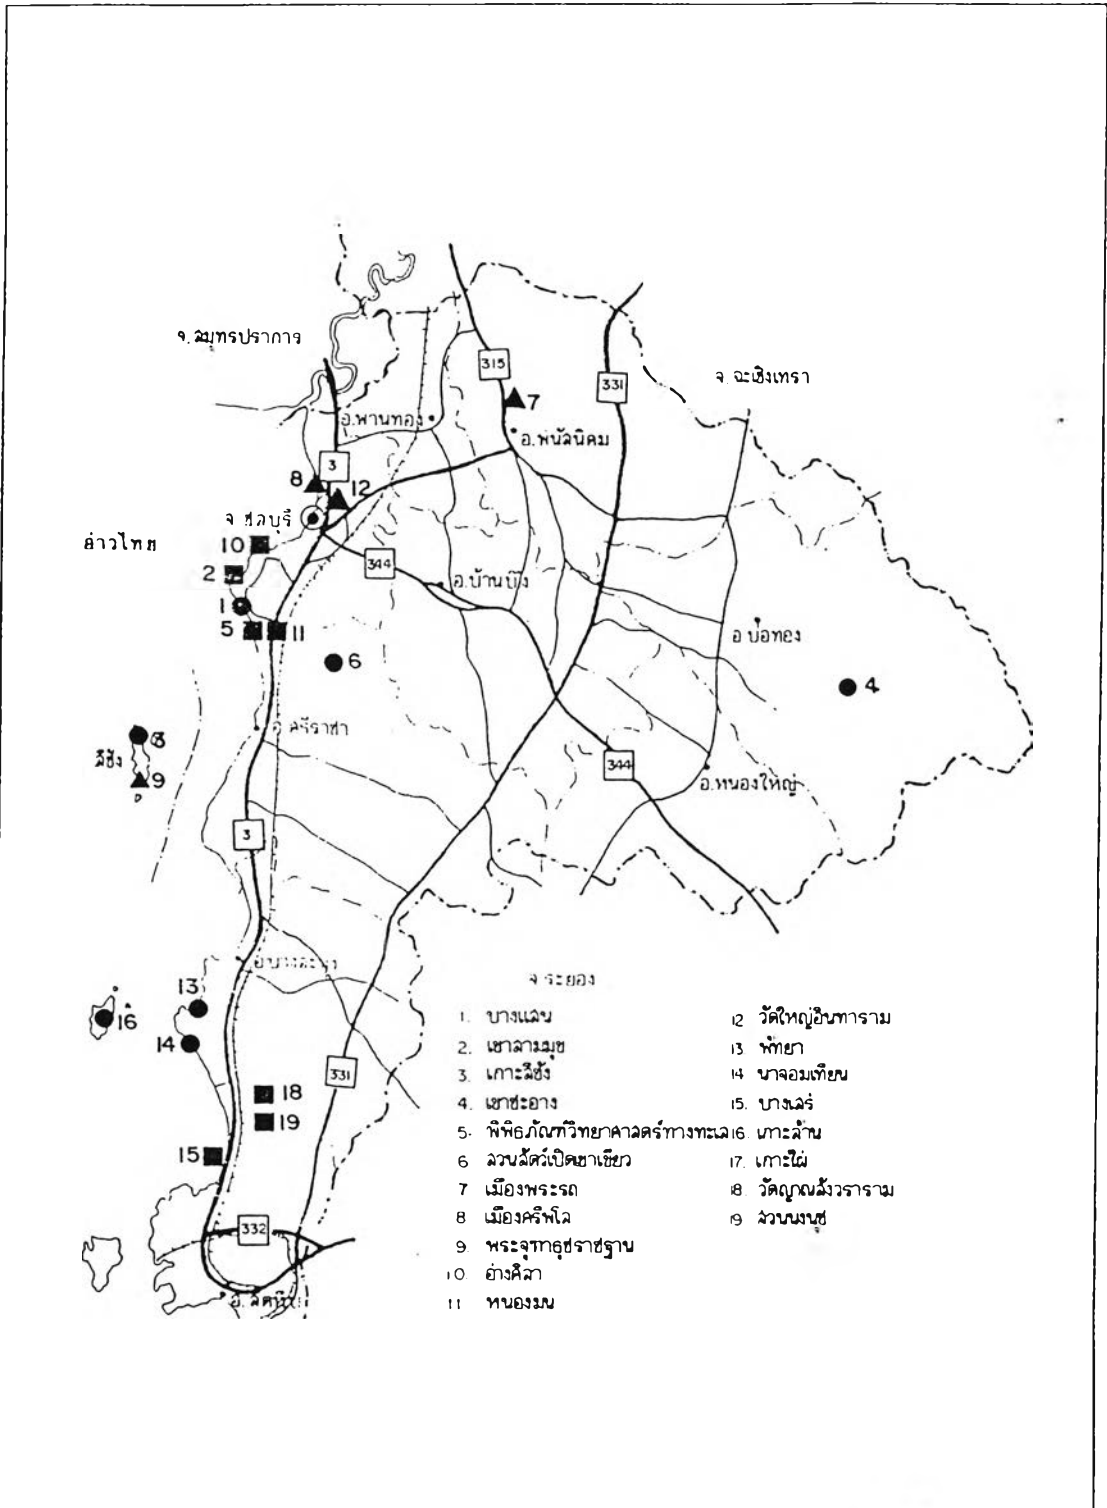 จ.สมุทรปราการ
315
331
จ.ฉะเชิงเทรา
7
อ.พานทอง
อ.พนัสนิคม
3
8
12
จ.ชลบุรี
อ่าวไทย
10
344
2
อ.บ้านบึง
1
5
11
อ.บ่อทอง
6
4
อ.ศรีราชา
3
สีชัง
344
9
อ.หนองใหญ่
3
อ.บางละมุง
จ.ระยอง
13
16
14
331
18
19
15
332
อ.สัตหีบ
1. บางแสน
2. เขาสามมุข
3. เกาะสีชัง
4. เขาชะอาง
5. พิพิธภัณฑ์วิทยาศาสตร์ทางทะเล
6 สวนสัตว์เปิดเขาเขียว
7 เมืองพระรถ
8 เมืองศรีพโล
9. พระจุฑาธุชราชฐาน
10. อ่างศิลา
11 หนองมน
12 วัดใหญ่อินทาราม
13 พัทยา
14 นาจอมเทียน
15. บางเสร่
16. เกาะล้าน
17. เกาะไผ่
18. วัดญาณสังวราราม
19 สวนนงนุช